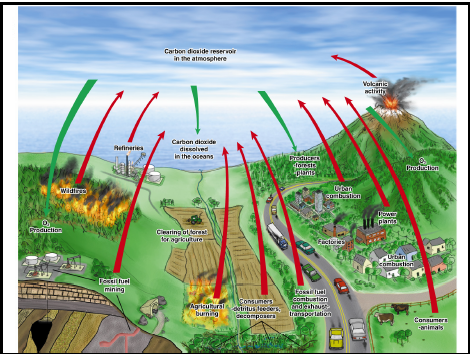 Carbon dioxide reservoir
in the atmosphere
Volcanic
activity
Refineries
Carbon dioxide
dissolved
in the oceans
Producers
forests
plants
O₂
Production
Wildfires
Urban
combustion
O₂
Production
Clearing of forest
for agriculture
Power
plants
Factories
Urban
combustion
Fossil fuel
mining
Agricultural
burning
Consumers
detritus feeders,
decomposers
Fossil fuel
combustion
and exhaust-
transportation
Consumers
-animals